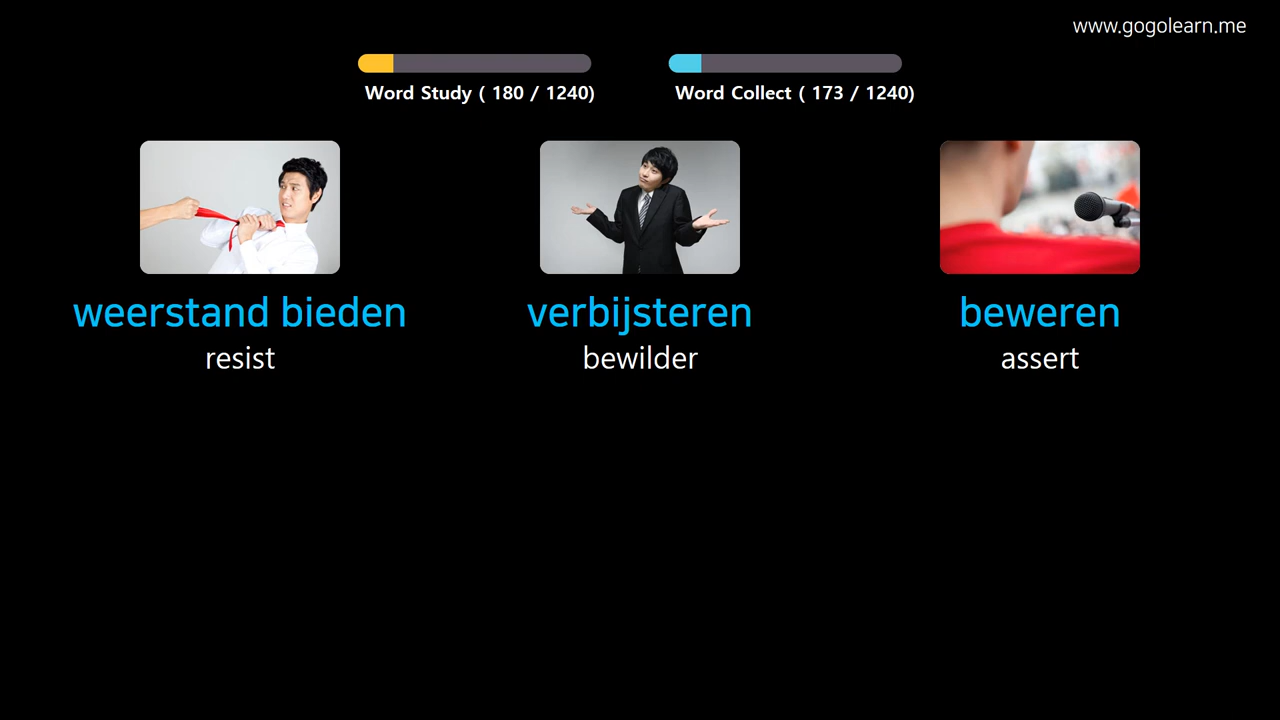 www.gogolearn.me
Word Study ( 180 / 1240)
Word Collect ( 173 / 1240)
weerstand bieden
resist
verbijsteren
bewilder
beweren
assert